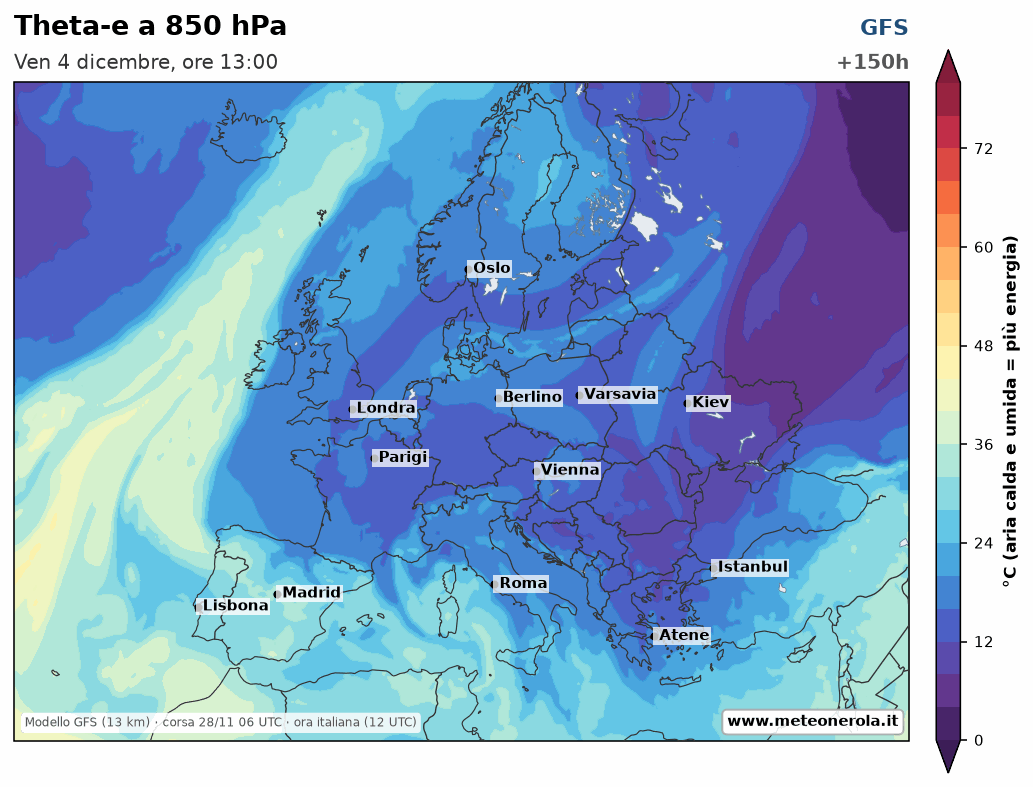 Theta-e a 850 hPa
GFS
Ven 4 dicembre, ore 13:00
+150h
72
60
48
36
24
12
0
°C (aria calda e umida = più energia)
Oslo
Londra
Berlino
Varsavia
Kiev
Parigi
Vienna
Istanbul
Roma
Madrid
Lisbona
Atene
Modello GFS (13 km) · corsa 28/11 06 UTC · ora italiana (12 UTC)
www.meteonerola.it